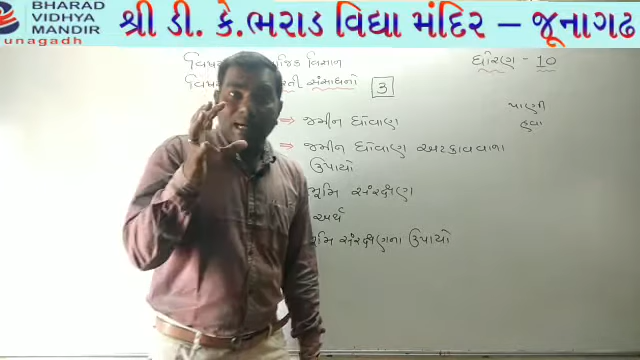 BHARAD
VIDHYA
MANDIR
unagadh
શ્રી ડી. કે.ભરાડ વિદ્યા મંદિર – જૂનાગઢ
ધોરણ - 10
સંસાધનો
3
પાણી
હવા
⇒ જમીન ધોવાણ
⇒ જમીન ધોવાણ અટકાવવાના
ઉપાયો
ભૂમિ સંરક્ષણ
અર્થ
સંરક્ષણના ઉપાયો